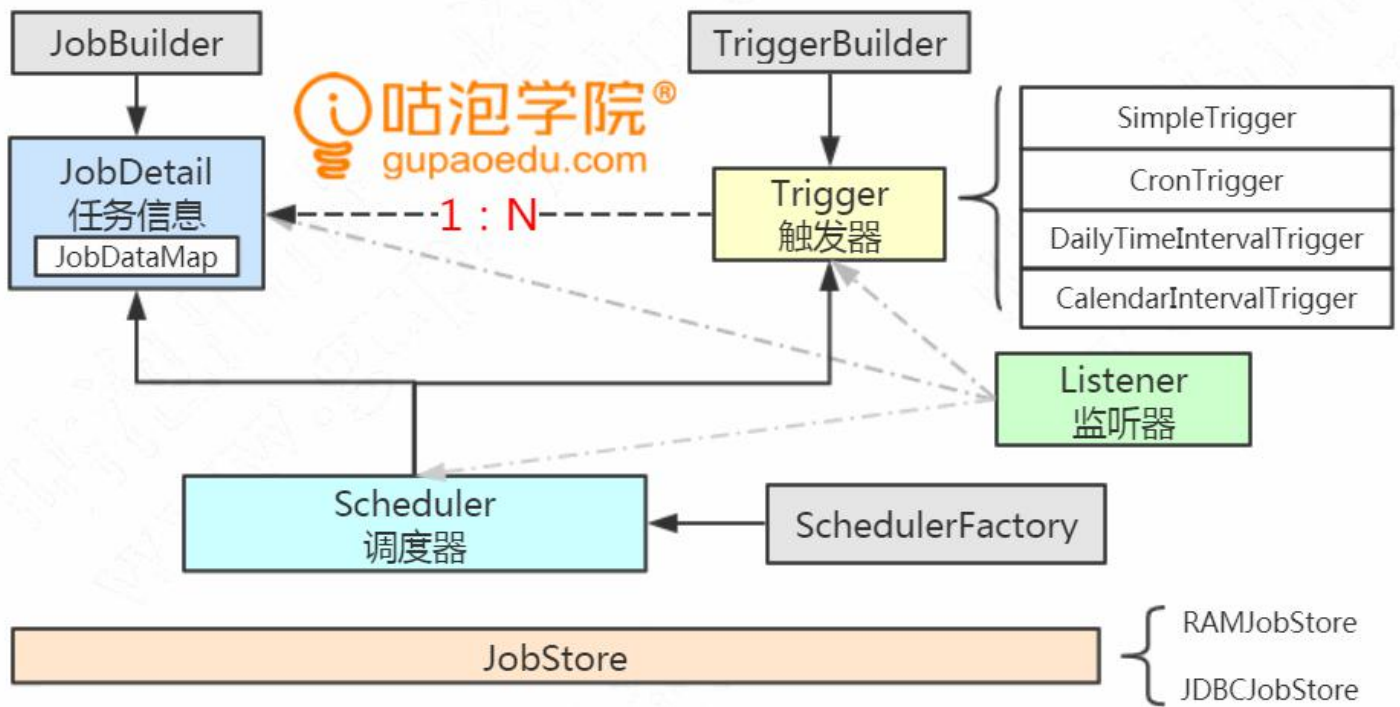 JobBuilder
TriggerBuilder
咕泡学院®
gupaoedu.com
JobDetail
任务信息
JobDataMap
1：N
Trigger
触发器
SimpleTrigger
CronTrigger
DailyTimeIntervalTrigger
CalendarIntervalTrigger
Listener
监听器
Scheduler
调度器
SchedulerFactory
JobStore
RAMJobStore
JDBCJobStore